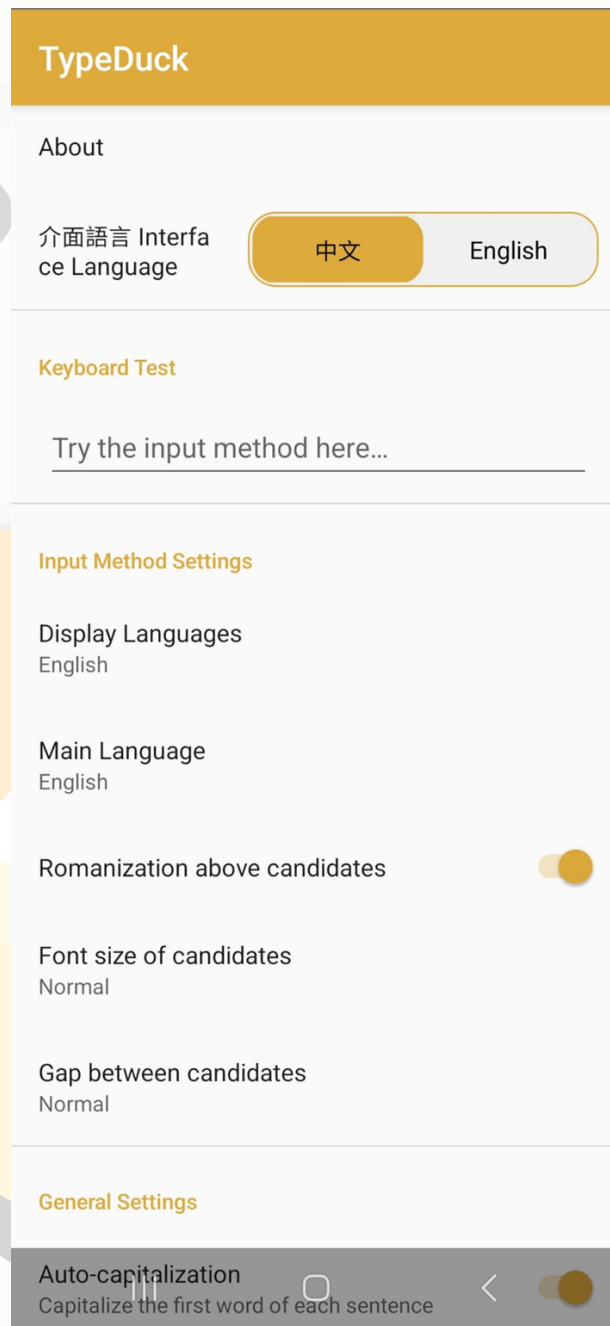 TypeDuck
About
介面語言 Interfa
ce Language
中文
English
Keyboard Test
Try the input method here...
Input Method Settings
Display Languages
English
Main Language
English
Romanization above candidates
Font size of candidates
Normal
Gap between candidates
Normal
General Settings
Auto-capitalization
Capitalize the first word of each sentence